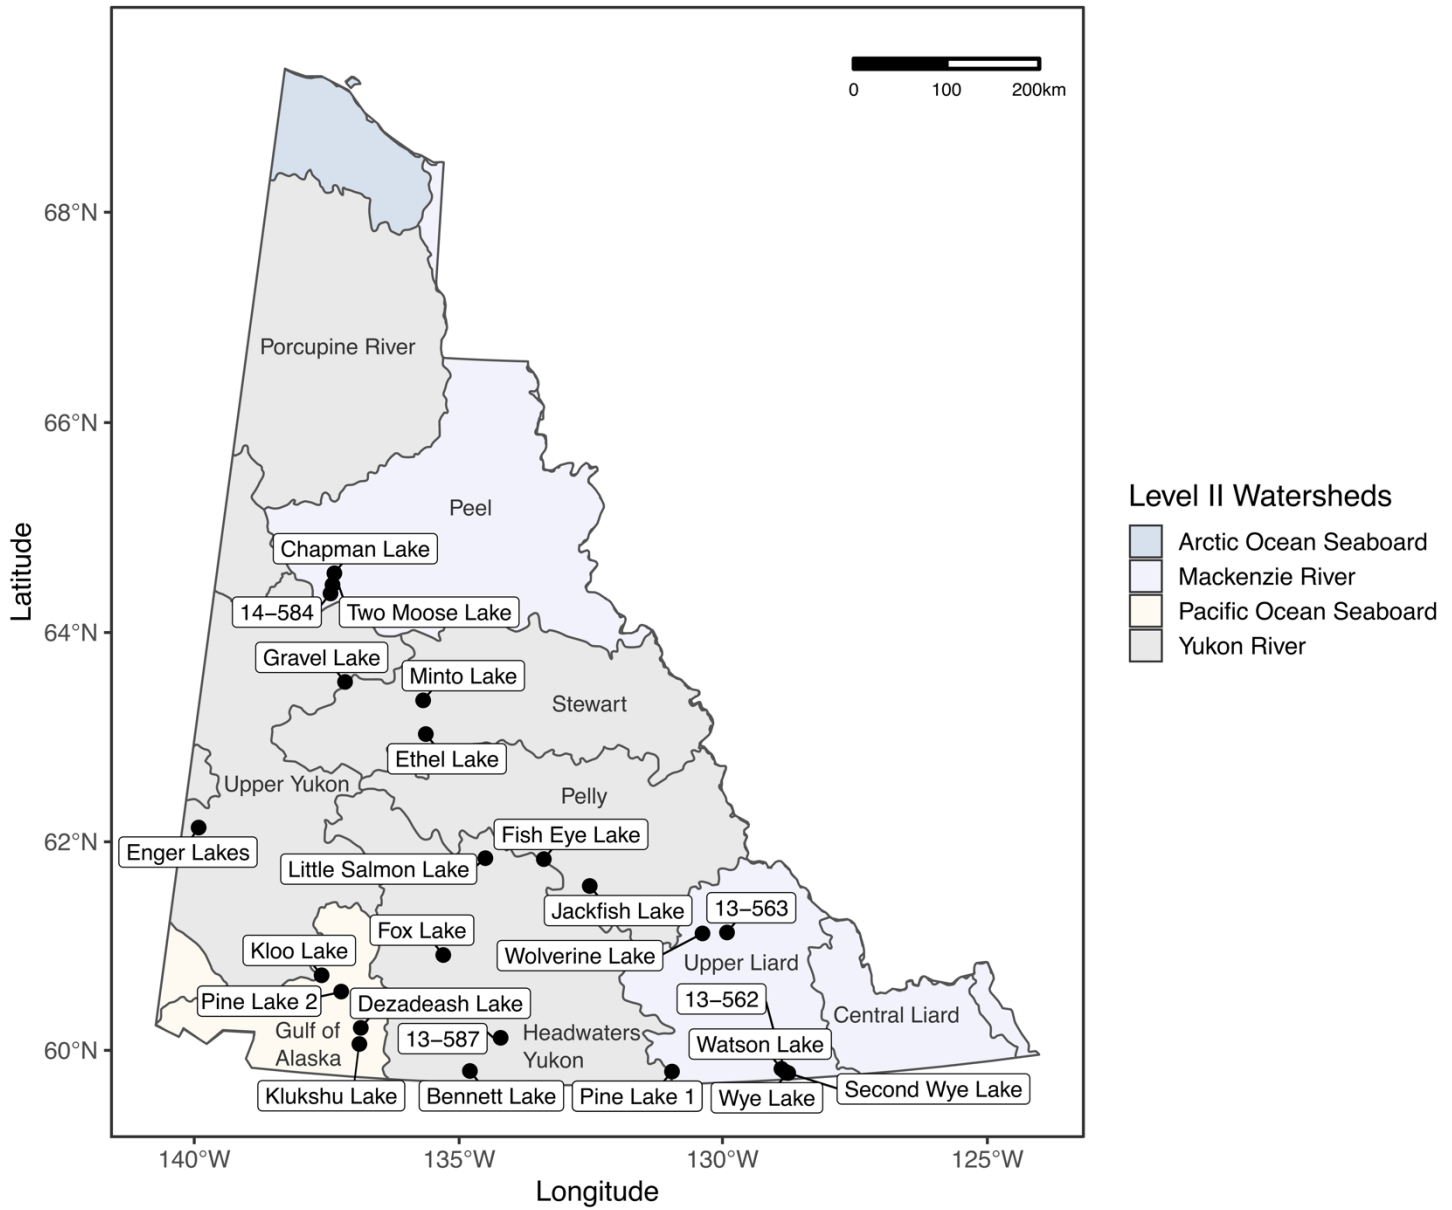 0 100 200km
68°N
Porcupine River
66°N
Peel
Chapman Lake
14−584
Two Moose Lake
64°N
Gravel Lake
Minto Lake
Stewart
Ethel Lake
Upper Yukon
Pelly
62°N
Fish Eye Lake
Enger Lakes
Little Salmon Lake
Jackfish Lake
13−563
Fox Lake
Kloo Lake
Wolverine Lake
Upper Liard
Pine Lake 2
Dezadeash Lake
13−562
Central Liard
Gulf of
Alaska
13−587
Headwaters
Yukon
60°N
Watson Lake
Klukshu Lake
Bennett Lake
Pine Lake 1
Wye Lake
Second Wye Lake
140°W 135°W 130°W 125°W
Longitude
Latitude
Level II Watersheds
Arctic Ocean Seaboard
Mackenzie River
Pacific Ocean Seaboard
Yukon River